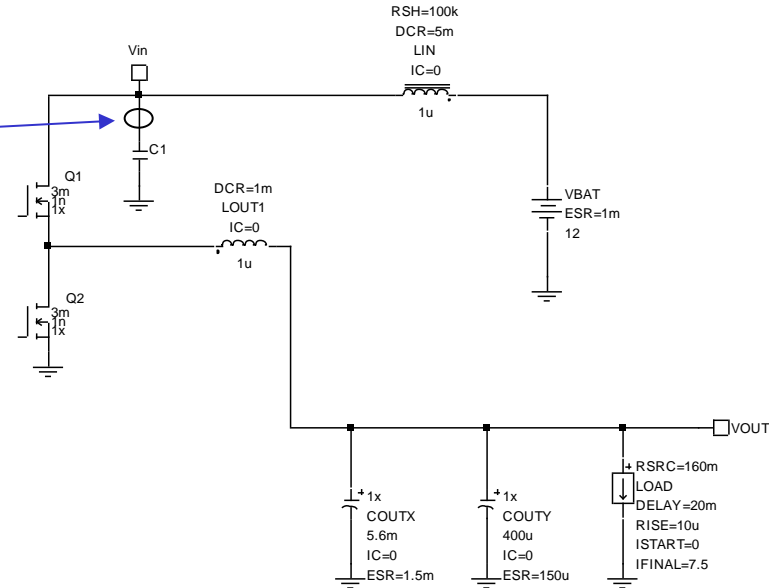 RSH=100k
DCR=5m
LIN
IC=0
1u
Vin
C1
Q1
3m
1n
1x
DCR=1m
LOUT1
IC=0
1u
VBAT
ESR=1m
12
Q2
3m
1n
1x
VOUT
1x
COUTX
5.6m
IC=0
ESR=1.5m
1x
COUTY
400u
IC=0
ESR=150u
RSRC=160m
LOAD
DELAY=20m
RISE=10u
ISTART=0
IFINAL=7.5